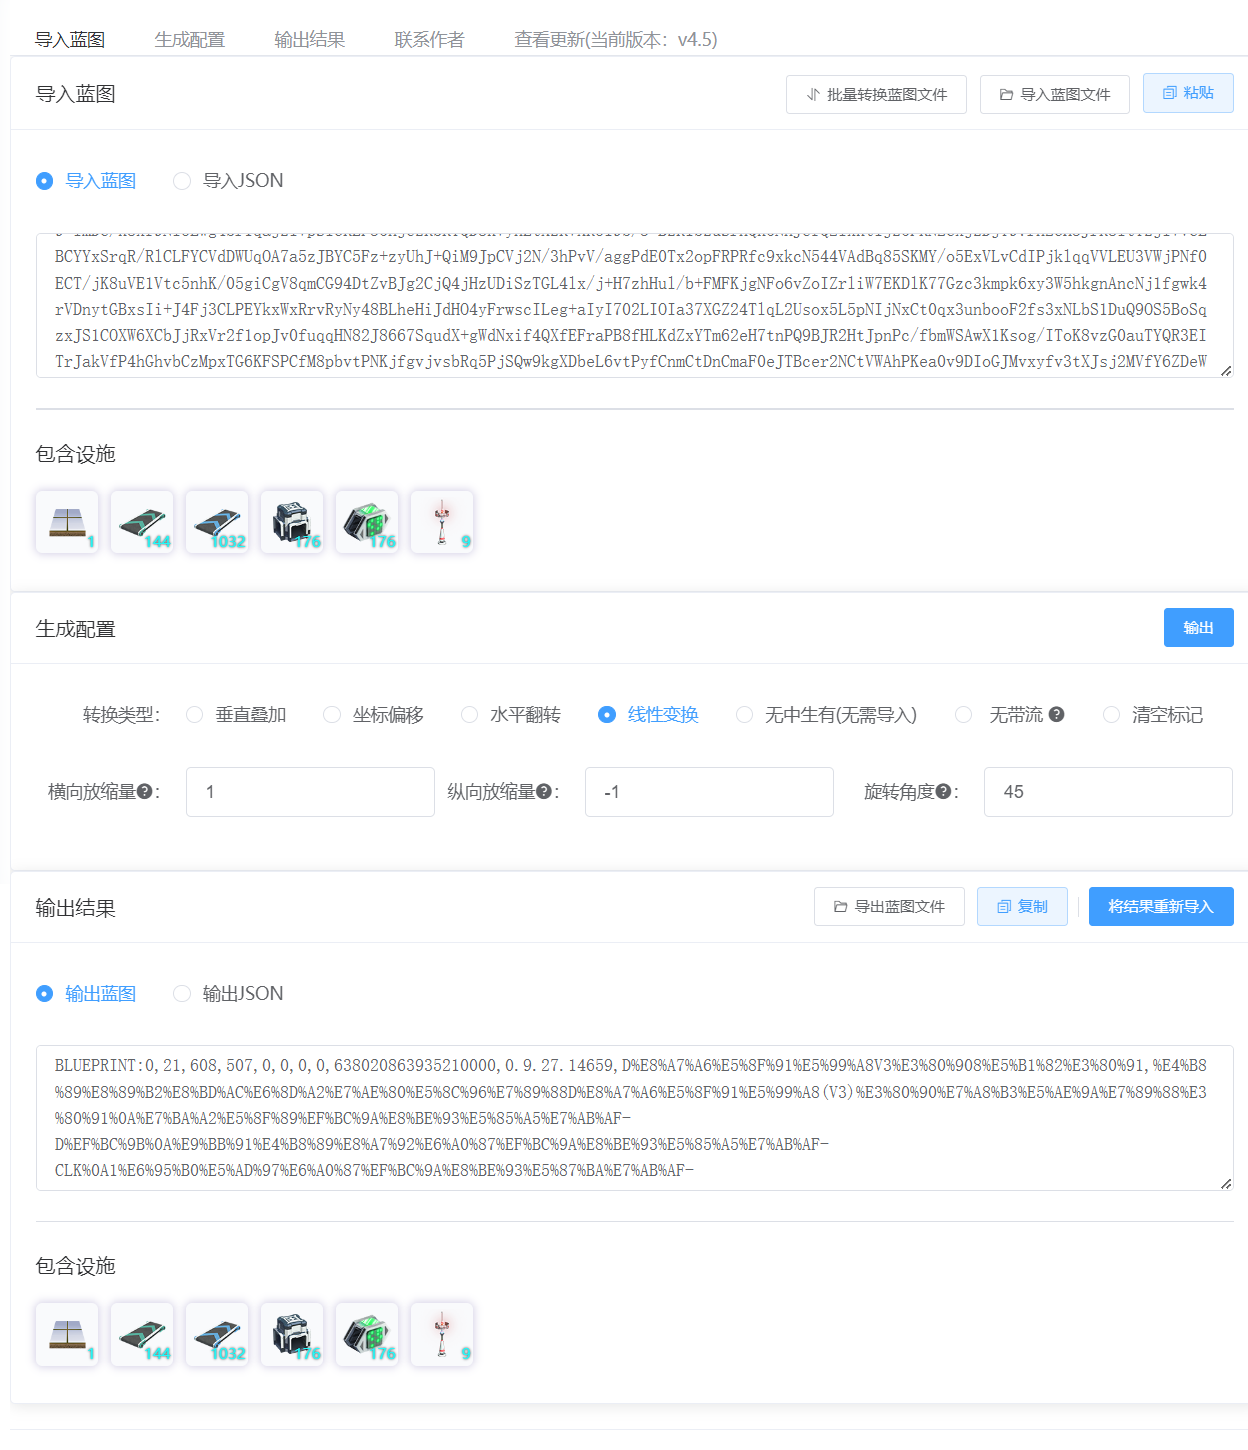 导入蓝图 生成配置 输出结果 联系作者 查看更新(当前版本：v4.5)
导入蓝图 批量转换蓝图文件 导入蓝图文件 粘贴
导入蓝图 导入JSON
BCYYxSrqR/RlCLFYCVdDWUqOA7a5zJBYC5Fz+zyUhJ+QiM9JpCVj2N/3hPvV/aggPdE0Tx2opFRPRfc9xkcN544VAdBq85SKMY/o5ExVLvCdIPjklqqVVLEU3VWjPNf0
ECT/jK8uVE1Vtc5nhK/05giCgV8qmCG94DtZvBJg2CjQ4jHzUDiSzTGL4lx/j+H7zhHul/b+FMFKjgNFo6vZoIZrliW7EKDlK77Gzc3kmpk6xy3W5hkgnAncNj1fgwk4
rVDnytGBxsIi+J4Fj3CLPEYkxWxRrvRyNy48BLheHiJdHO4yFrwscILeg+aIyI702LIOIa37XGZ24TlqL2Usox5L5pNIjNxCt0qx3unbooF2fs3xNLbS1DuQ9OS5BoSq
zxJS1COXW6XCbJjRxVr2f1opJv0fuqqHN82J8667SqudX+gWdNxif4QXfEFraPB8fHLKdZxYTm62eH7tnPQ9BJR2HtJpnPc/fbmWSAwXlKsog/IToK8vzG0auTYQR3EI
TrJakVfP4hGhvbCzMpxTG6KFSPCfM8pbvtPNKjfgvjvsbRq5PjSQw9kgXDbeL6vtPyfCnmCtDnCmaF0eJTBcer2NCtVWAhPKea0v9DIoGJMvxyfv3tXJsj2MVfY6ZDeW
包含设施
1 144 1032 176 176 9
生成配置 输出
转换类型： 垂直叠加 坐标偏移 水平翻转 线性变换 无中生有(无需导入) 无带流 清空标记
横向放缩量： 1 纵向放缩量： -1 旋转角度： 45
输出结果 导出蓝图文件 复制 将结果重新导入
输出蓝图 输出JSON
BLUEPRINT:0,21,608,507,0,0,0,0,638020863935210000,0.9.27.14659,D%E8%A7%A6%E5%8F%91%E5%99%A8V3%E3%80%908%E5%B1%82%E3%80%91,%E4%B8
%89%E8%89%B2%E8%BD%AC%E6%8D%A2%E7%AE%80%E5%8C%96%E7%89%88D%E8%A7%A6%E5%8F%91%E5%99%A8(V3)%E3%80%90%E7%A8%B3%E5%AE%9A%E7%89%88%E3
%80%91%0A%E7%BA%A2%E5%8F%89%EF%BC%9A%E8%BE%93%E5%85%A5%E7%AB%AF-
D%EF%BC%9B%0A%E9%BB%91%E4%B8%89%E8%A7%92%E6%A0%87%EF%BC%9A%E8%BE%93%E5%85%A5%E7%AB%AF-
CLK%0A1%E6%95%B0%E5%AD%97%E6%A0%87%EF%BC%9A%E8%BE%93%E5%87%BA%E7%AB%AF-
包含设施
1 144 1032 176 176 9